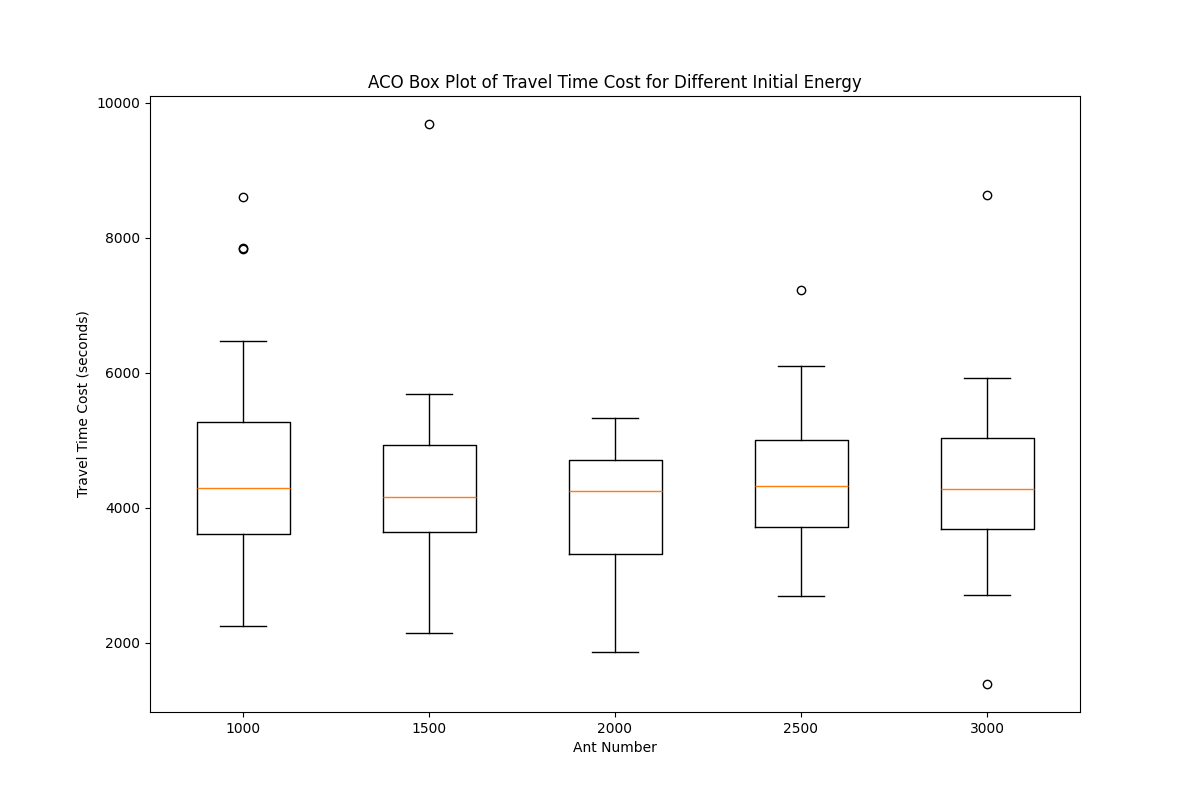 ACO Box Plot of Travel Time Cost for Different Initial Energy
10000
8000
6000
4000
2000
Travel Time Cost (seconds)
1000 1500 2000 2500 3000
Ant Number